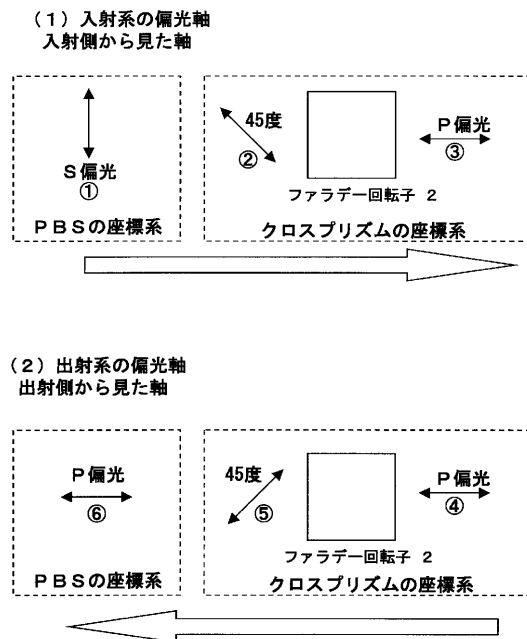 （１）入射系の偏光軸
入射側から見た軸
45度
②
Ｓ偏光
①
Ｐ偏光
③
ファラデー回転子 2
ＰＢＳの座標系
クロスプリズムの座標系
（２）出射系の偏光軸
出射側から見た軸
Ｐ偏光
⑥
45度
⑤
Ｐ偏光
④
ファラデー回転子 2
ＰＢＳの座標系
クロスプリズムの座標系